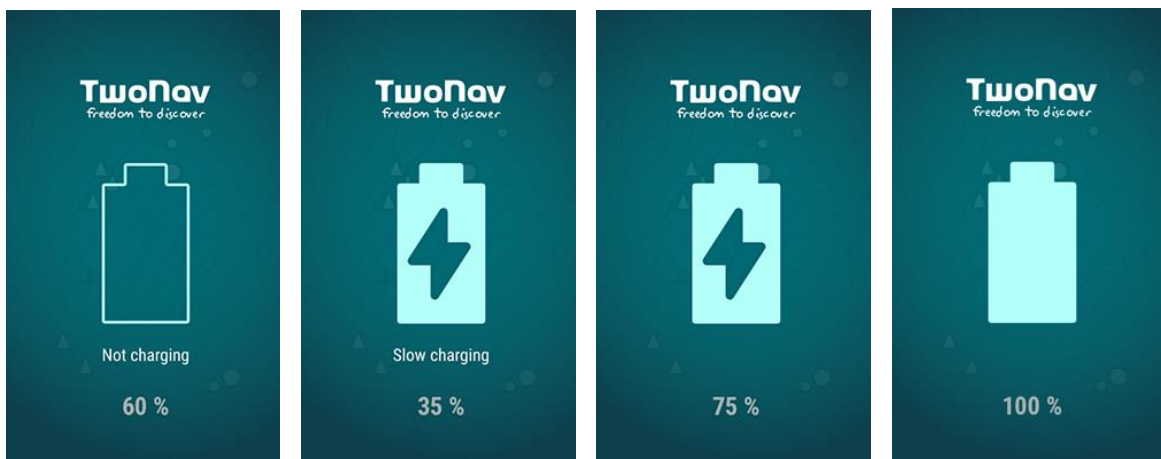 TwoNav
freedom to discover
Not charging
60 %
TwoNav
freedom to discover
Slow charging
35 %
TwoNav
freedom to discover
75 %
TwoNav
freedom to discover
100 %